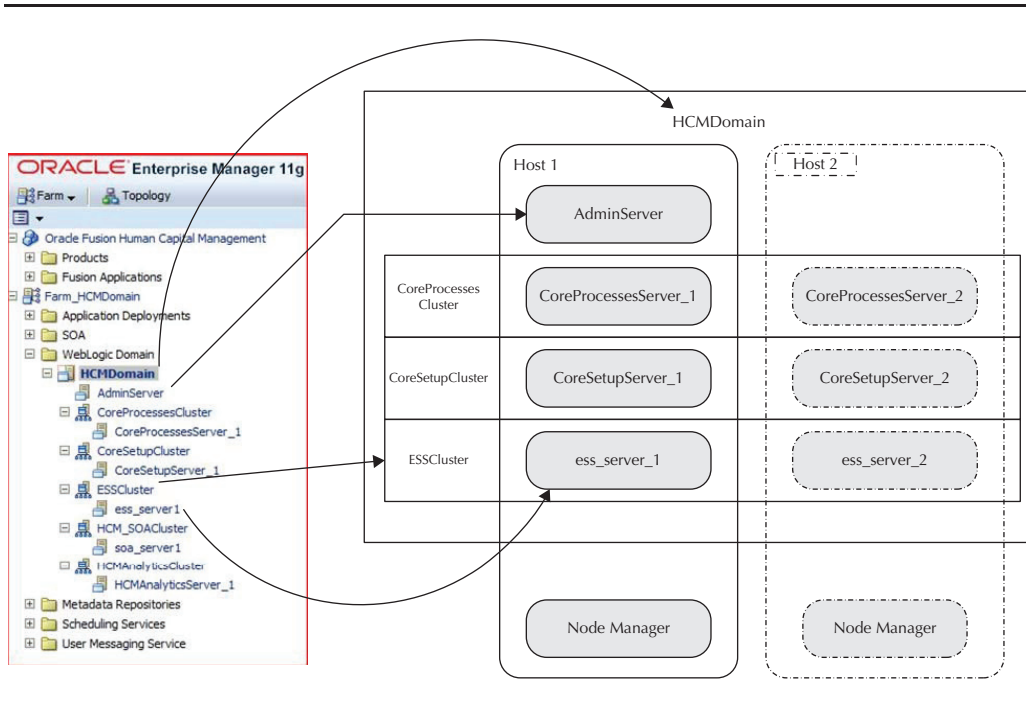 ORACLE Enterprise Manager 11g
Farm Topology
Oracle Fusion Human Capital Management
Products
Fusion Applications
Farm_HCMDomain
Application Deployments
SOA
WebLogic Domain
HCMDomain
AdminServer
CoreProcessesCluster
CoreProcessesServer_1
CoreSetupCluster
CoreSetupServer_1
ESSCluster
ess_server1
HCM_SOACluster
soa_server1
HCMAnalyticsCluster
HCMAnalyticsServer_1
Metadata Repositories
Scheduling Services
User Messaging Service
HCMDomain
Host 1
Host 2
AdminServer
CoreProcesses
Cluster
CoreProcessesServer_1
CoreProcessesServer_2
CoreSetupCluster
CoreSetupServer_1
CoreSetupServer_2
ESSCluster
ess_server_1
ess_server_2
Node Manager
Node Manager